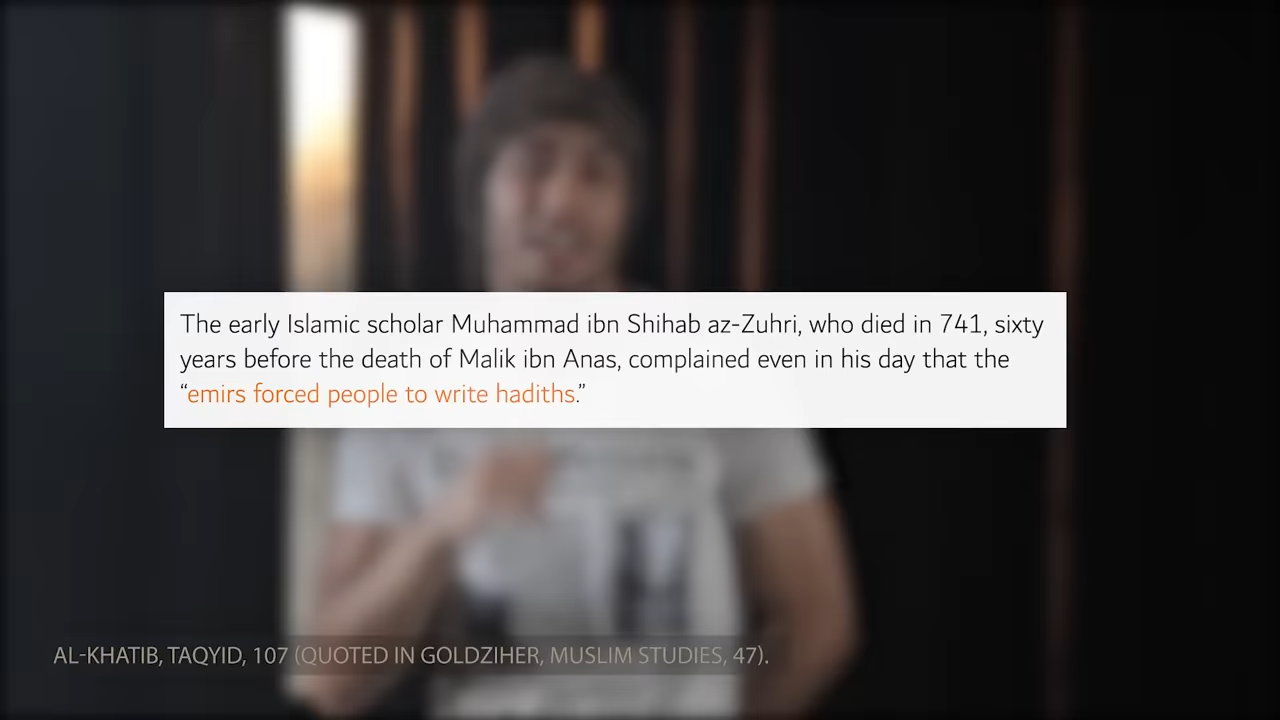 The early Islamic scholar Muhammad ibn Shihab az-Zuhri, who died in 741, sixty
years before the death of Malik ibn Anas, complained even in his day that the
“emirs forced people to write hadiths.”
AL-KHATIB, TAQYID, 107 (QUOTED IN GOLDZIHER, MUSLIM STUDIES, 47).